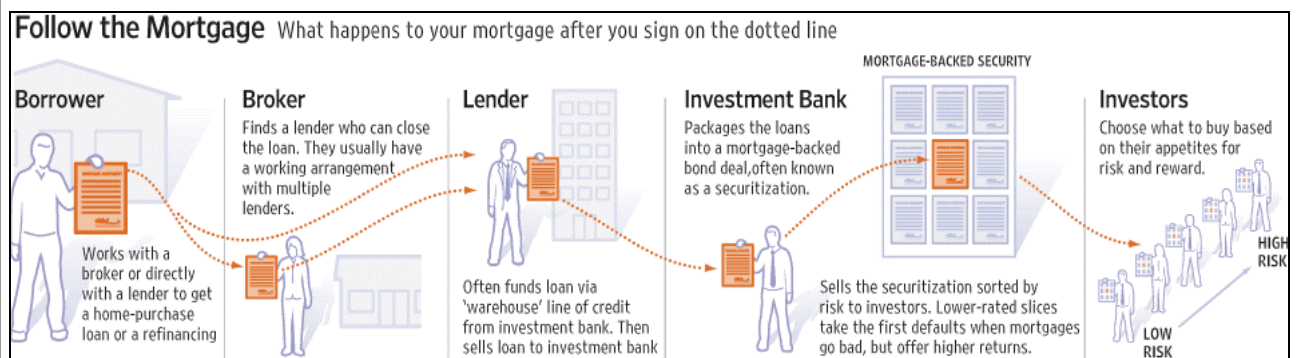 Follow the Mortgage What happens to your mortgage after you sign on the dotted line
Borrower
Works with a
broker or directly
with a lender to get
a home-purchase
loan or a refinancing
Broker
Finds a lender who can close
the loan. They usually have
a working arrangement
with multiple
lenders.
Lender
Often funds loan via
'warehouse' line of credit
from investment bank. Then
sells loan to investment bank
Investment Bank
Packages the loans
into a mortgage-backed
bond deal,often known
as a securitization.
MORTGAGE-BACKED SECURITY
Sells the securitization sorted by
risk to investors. Lower-rated slices
take the first defaults when mortgages
go bad, but offer higher returns.
Investors
Choose what to buy based
on their appetites for
risk and reward.
HIGH
RISK
LOW
RISK